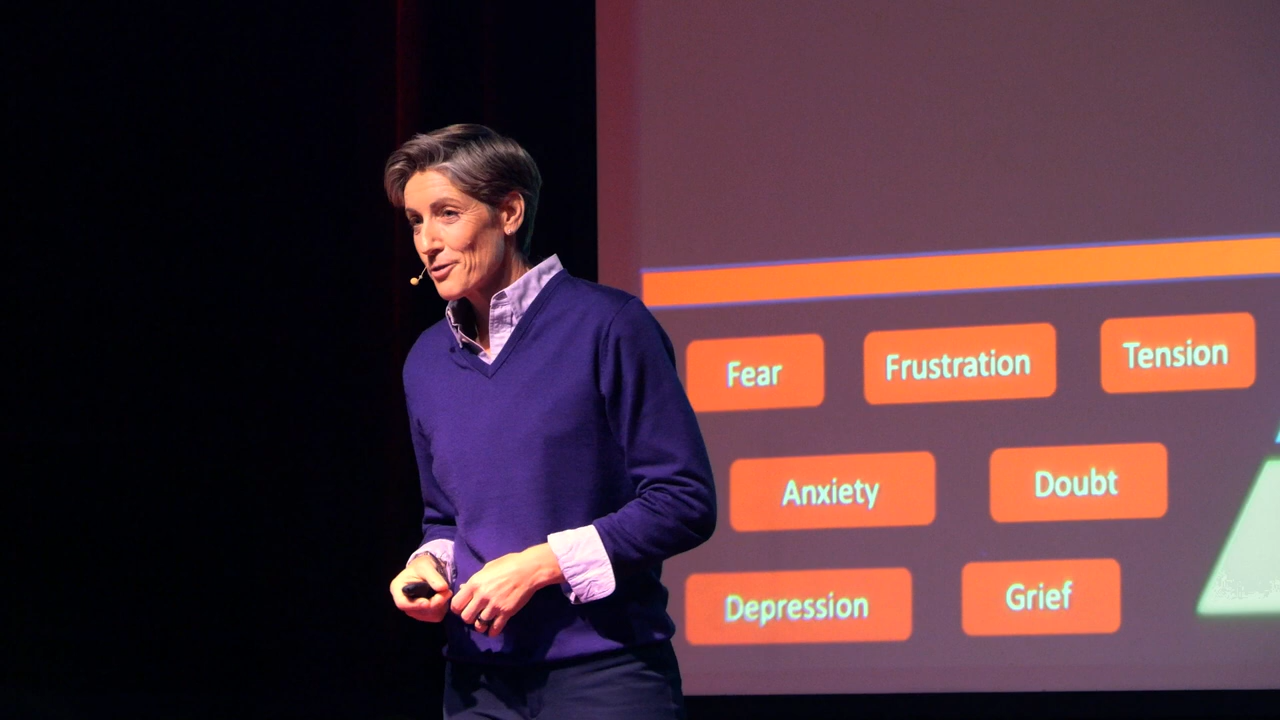 Fear
Frustration
Tension
Anxiety
Doubt
Depression
Grief